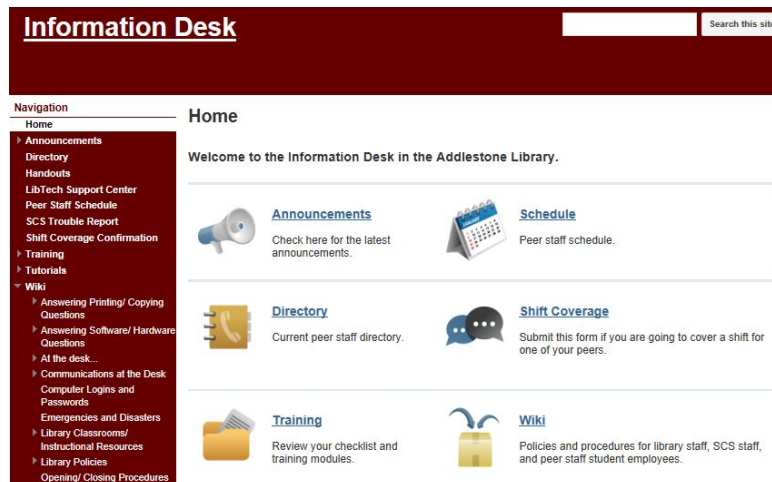 Information Desk
Search this site
Navigation
Home
Announcements
Directory
Handouts
LibTech Support Center
Peer Staff Schedule
SCS Trouble Report
Shift Coverage Confirmation
Training
Tutorials
Wiki
Answering Printing/ Copying
Questions
Answering Software/ Hardware
Questions
At the desk...
Communications at the Desk
Computer Logins and
Passwords
Emergencies and Disasters
Library Classrooms/
Instructional Resources
Library Policies
Opening/ Closing Procedures
Home
Welcome to the Information Desk in the Addlestone Library.
Announcements
Check here for the latest
announcements.
Schedule
Peer staff schedule.
Directory
Current peer staff directory.
Shift Coverage
Submit this form if you are going to cover a shift for
one of your peers.
Training
Review your checklist and
training modules.
Wiki
Policies and procedures for library staff, SCS staff,
and peer staff student employees.